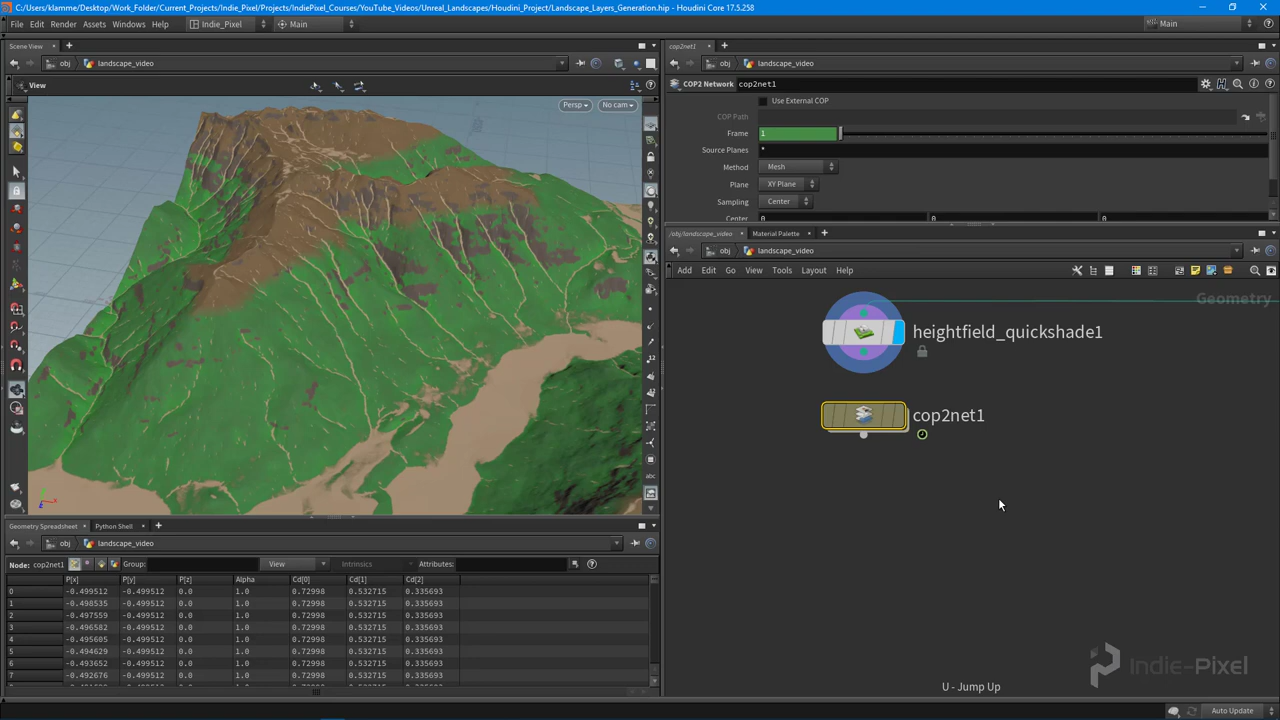 C:/Users/klamme/Desktop/Work_Folder/Current_Projects/Indie_Pixel/Projects/IndiePixel_Courses/YouTube_Videos/Unreal_Landscapes/Houdini_Project/Landscape_Layers_Generation.hip - Houdini Core 17.5.258
File Edit Render Assets Windows Help Indie_Pixel Main Main
Scene View
obj landscape_video
View
Persp No cam
cop2net1
obj landscape_video
COP2 Network cop2net1
Use External COP
COP Path
Frame 1
Source Planes *
Method Mesh
Plane XY Plane
Sampling Center
Center 0 0 0
/obj/landscape_video Material Palette
obj landscape_video
Add Edit Go View Tools Layout Help
Geometry
heightfield_quickshade1
cop2net1
Indie-Pixel
U - Jump Up
Geometry Spreadsheet Python Shell
obj landscape_video
Node: cop2net1 Group: View Intrinsics Attributes:
P[x] P[y] P[z] Alpha Cd[0] Cd[1] Cd[2]
0 -0.499512 -0.499512 0.0 1.0 0.72998 0.532715 0.335693
1 -0.498535 -0.499512 0.0 1.0 0.72998 0.532715 0.335693
2 -0.497559 -0.499512 0.0 1.0 0.72998 0.532715 0.335693
3 -0.496582 -0.499512 0.0 1.0 0.72998 0.532715 0.335693
4 -0.495605 -0.499512 0.0 1.0 0.72998 0.532715 0.335693
5 -0.494629 -0.499512 0.0 1.0 0.72998 0.532715 0.335693
6 -0.493652 -0.499512 0.0 1.0 0.72998 0.532715 0.335693
7 -0.492676 -0.499512 0.0 1.0 0.72998 0.532715 0.335693
Auto Update